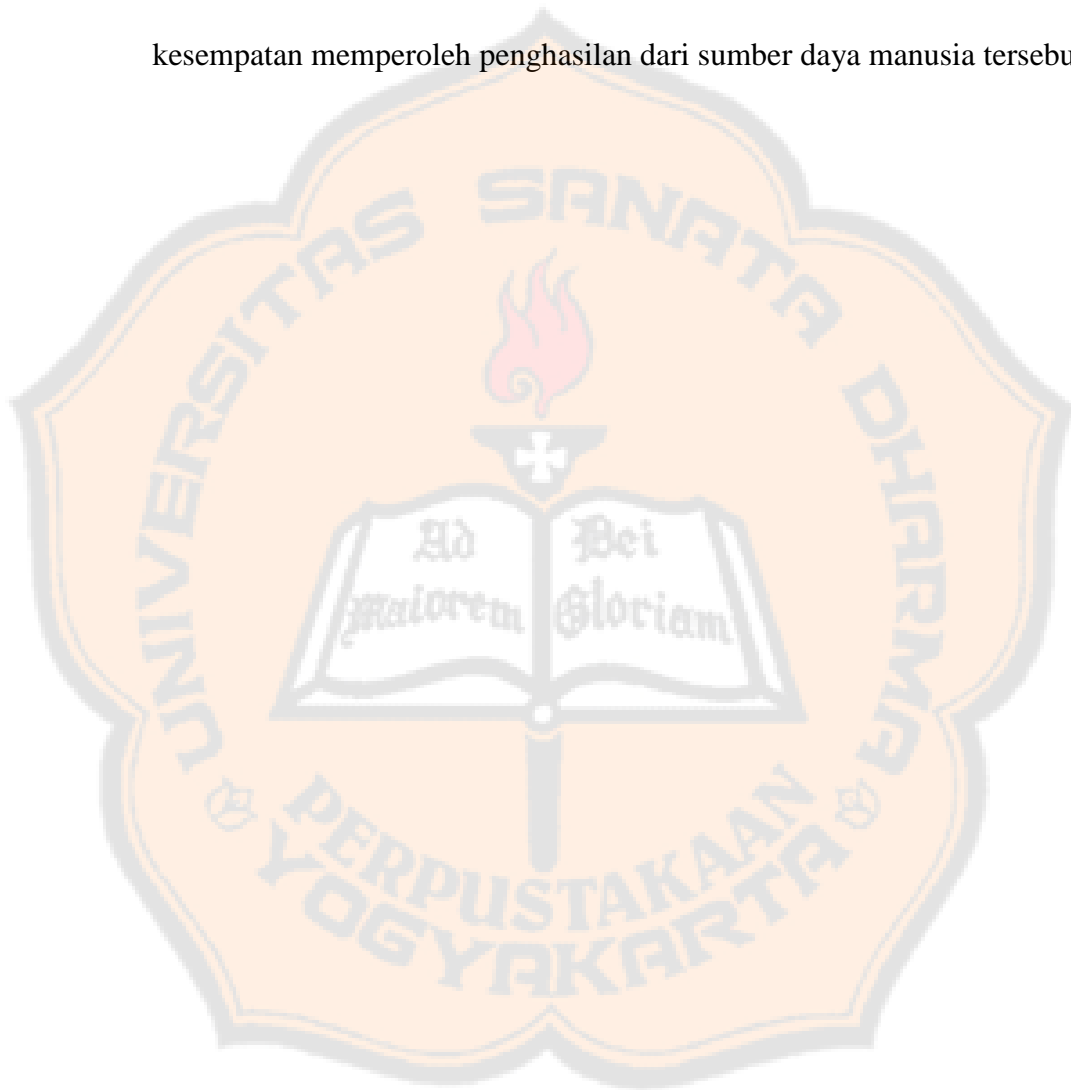 kesempatan memperoleh penghasilan dari sumber daya manusia tersebu
UNIVERSITAS SANATA DHARMA
Ad Dei
Maiorem Gloriam
PERPUSTAKAAN
YOGYAKARTA